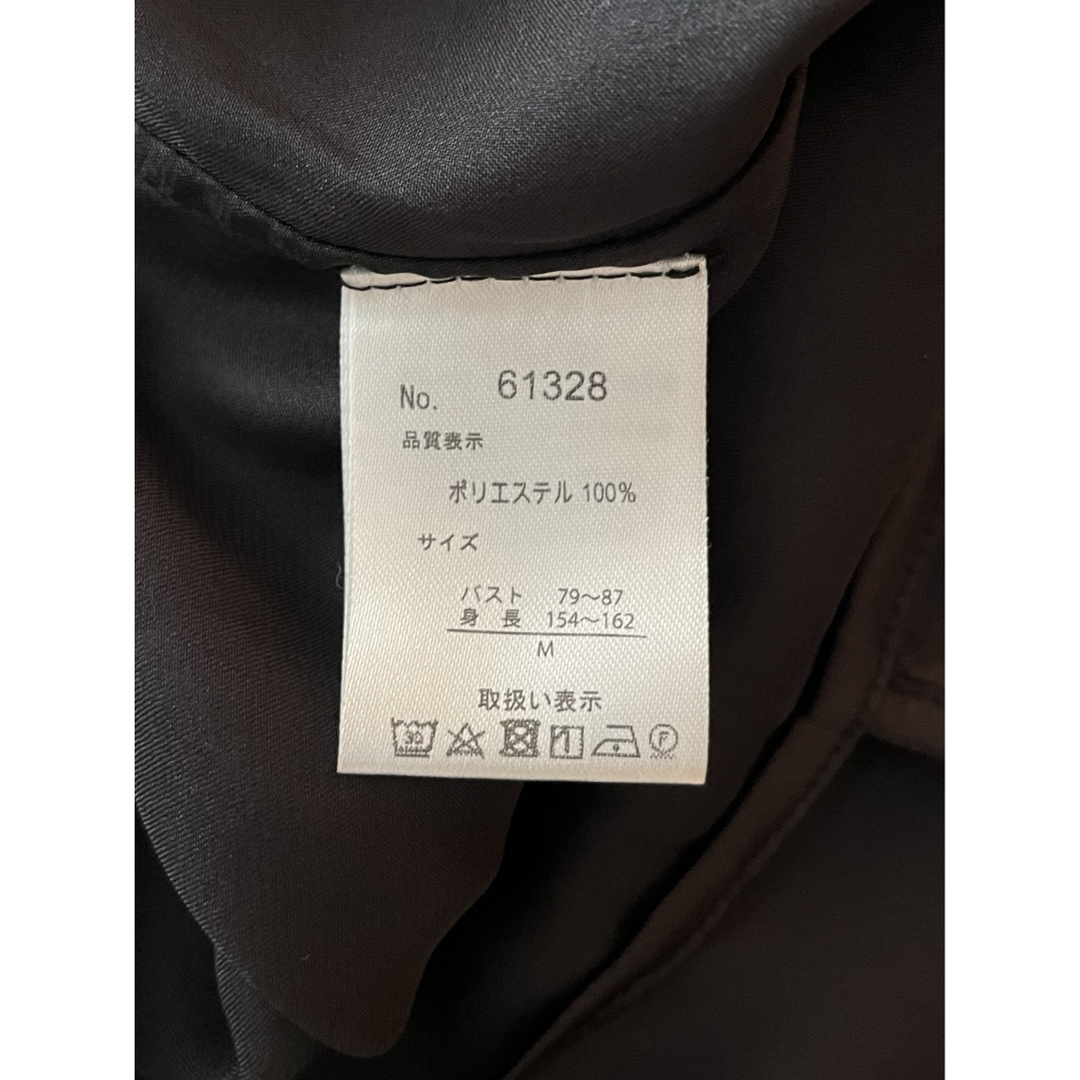 No. 61328
品質表示
ポリエステル 100%
サイズ
バスト 79〜87
身 長 154〜162
M
取扱い表示
30
F